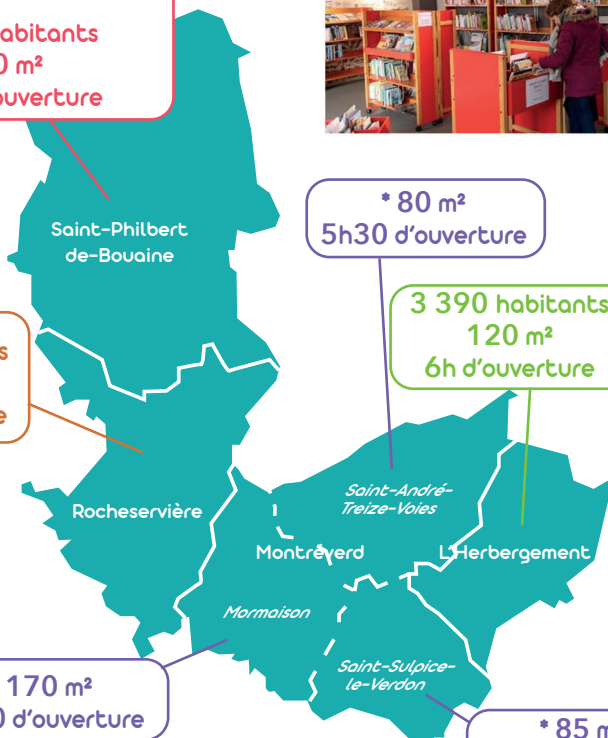 habitants
m²
ouverture
Saint-Philbert
de-Bouaine
* 80 m²
5h30 d'ouverture
3 390 habitants
120 m²
6h d'ouverture
Rocheservière
Saint-André-
Treize-Voies
Montréverd
L'Herbergement
Mormaison
Saint-Sulpice-
le-Verdon
170 m²
d'ouverture
* 85 m